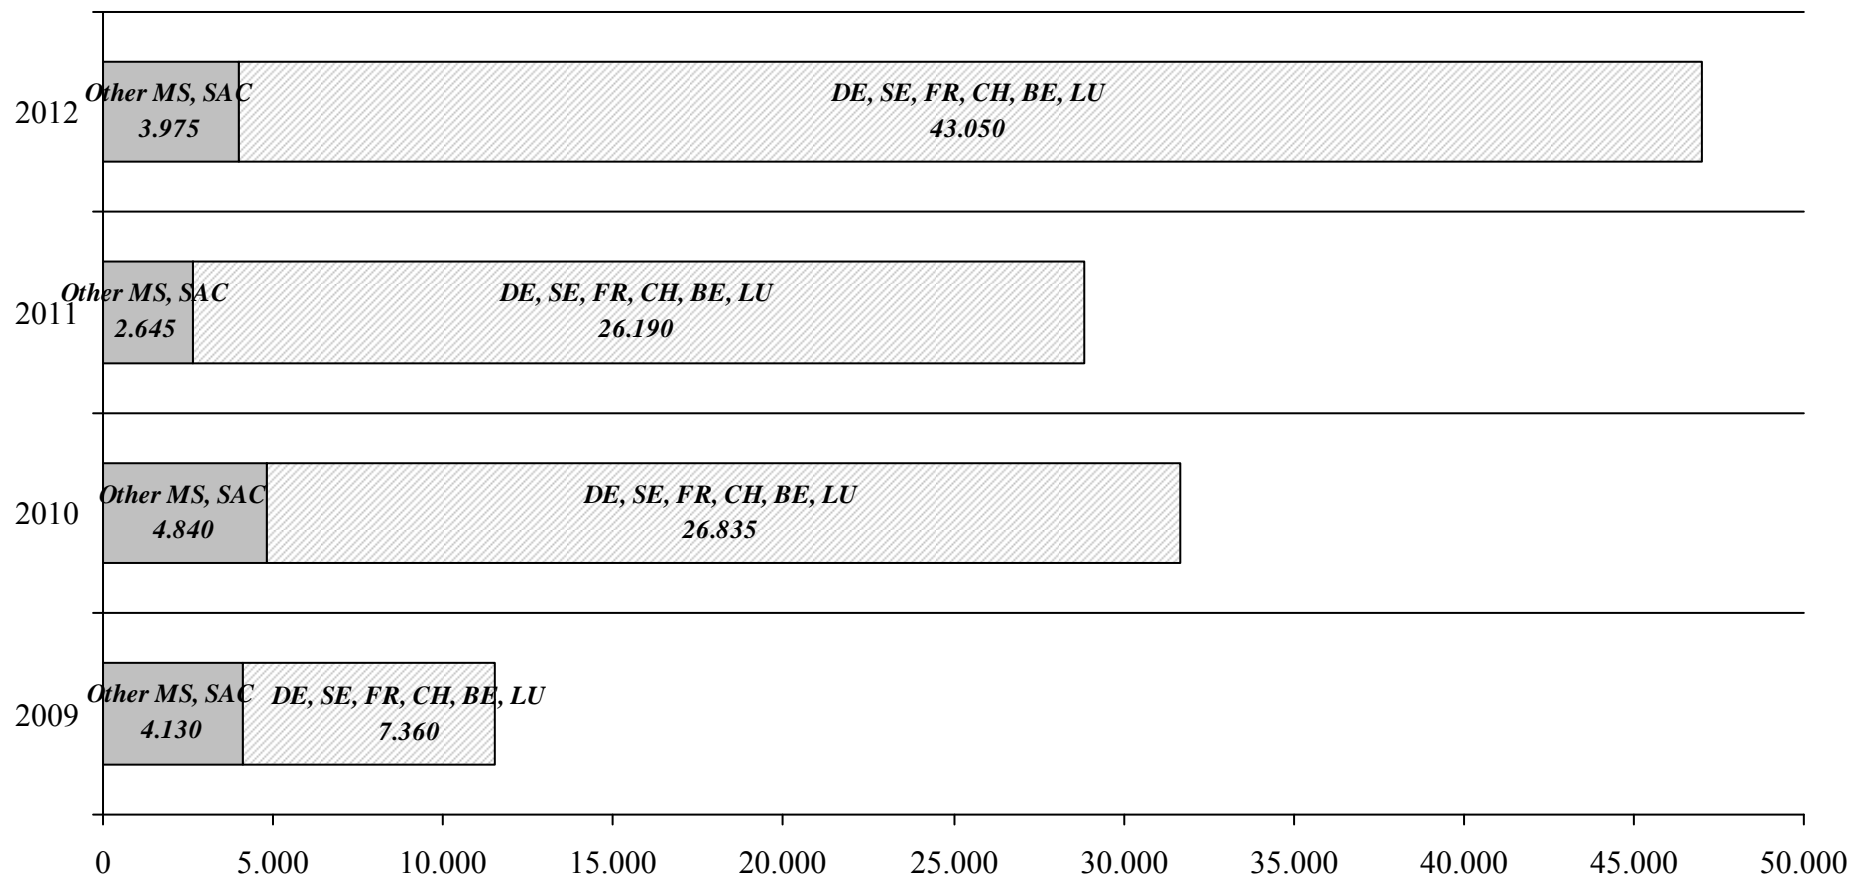 2012
Other MS, SAC
3.975
DE, SE, FR, CH, BE, LU
43.050
2011
Other MS, SAC
2.645
DE, SE, FR, CH, BE, LU
26.190
2010
Other MS, SAC
4.840
DE, SE, FR, CH, BE, LU
26.835
2009
Other MS, SAC
4.130
DE, SE, FR, CH, BE, LU
7.360
0 5.000 10.000 15.000 20.000 25.000 30.000 35.000 40.000 45.000 50.000